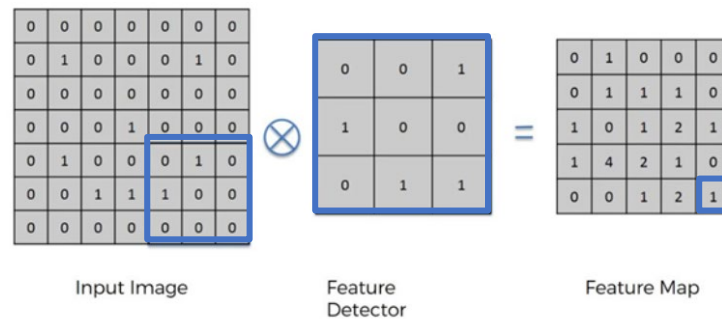 0 0 0 0 0 0 0
0 1 0 0 0 1 0
0 0 0 0 0 0 0
0 0 0 1 0 0 0
0 1 0 0 0 1 0
0 0 1 1 1 0 0
0 0 0 0 0 0 0
⊗
0 0 1
1 0 0
0 1 1
=
0 1 0 0 0
0 1 1 1 0
1 0 1 2 1
1 4 2 1 0
0 0 1 2 1
Input Image
Feature
Detector
Feature Map